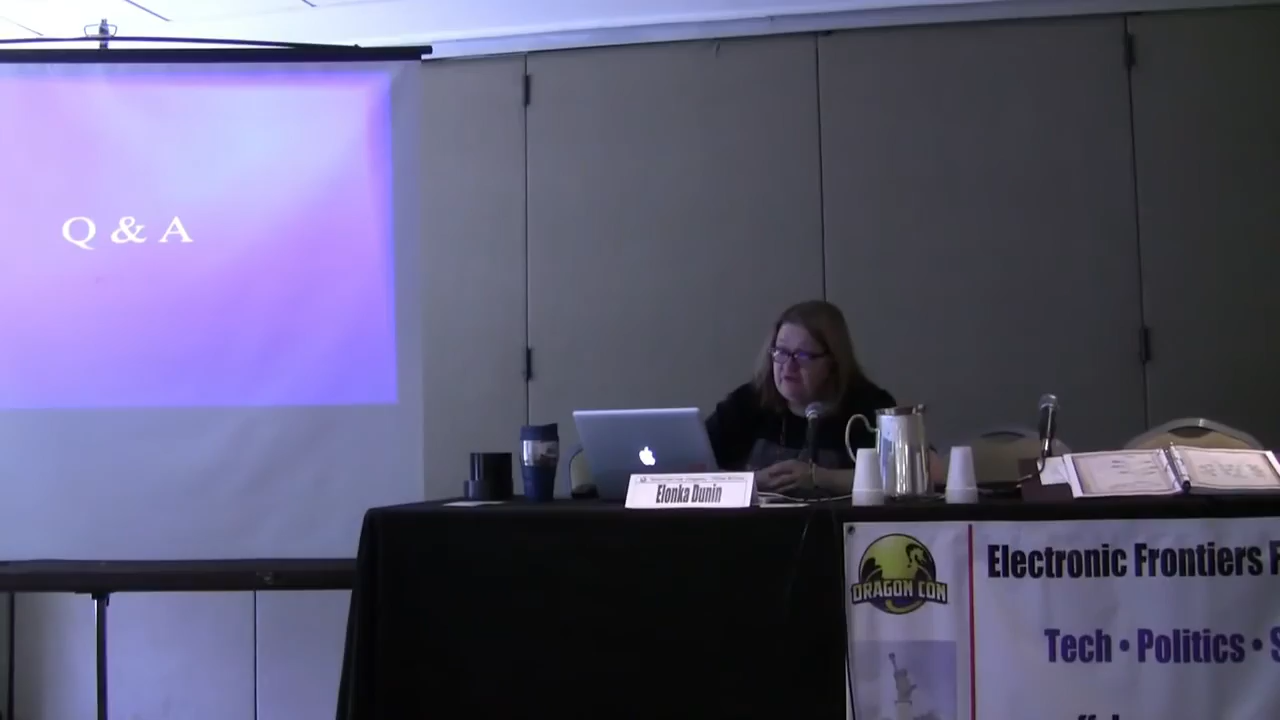 Q & A
Elonka Dunin
DRAGON CON
Electronic Frontiers
Tech • Politics •